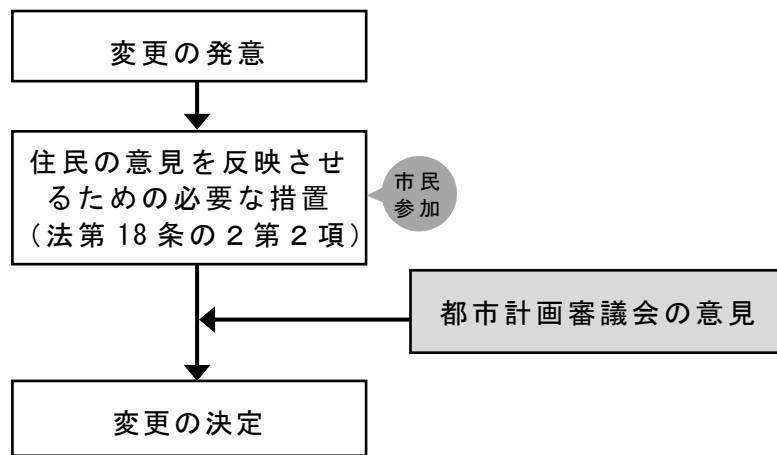 変更の発意
住民の意見を反映させ
るための必要な措置
（法第18条の２第２項）
市民
参加
都市計画審議会の意見
変更の決定